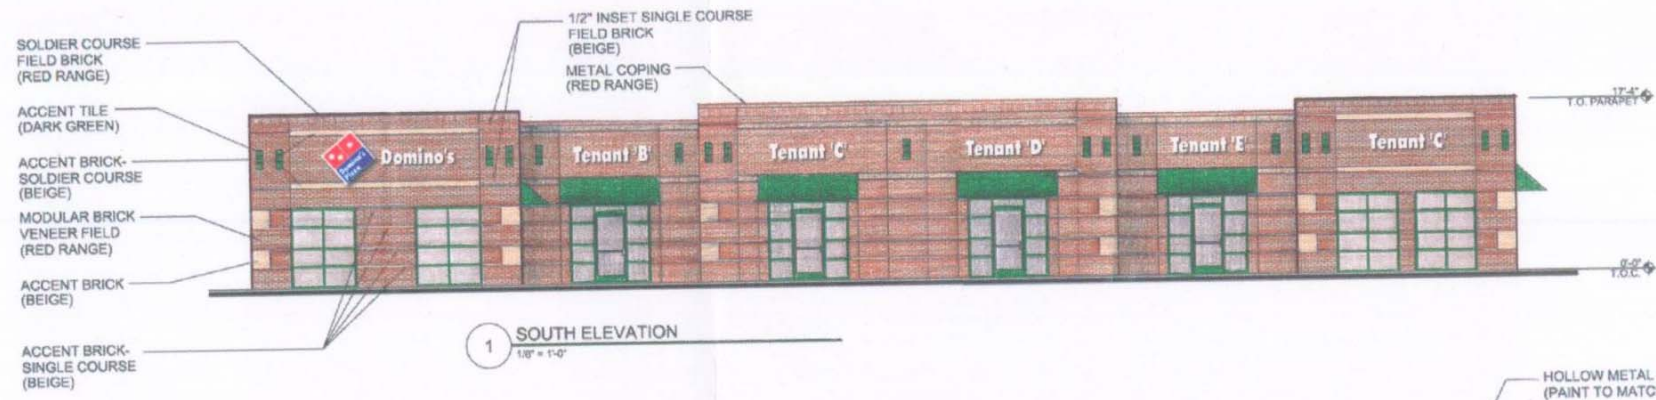 SOLDIER COURSE
FIELD BRICK
(RED RANGE)
ACCENT TILE
(DARK GREEN)
ACCENT BRICK-
SOLDIER COURSE
(BEIGE)
MODULAR BRICK
VENEER FIELD
(RED RANGE)
ACCENT BRICK
(BEIGE)
ACCENT BRICK-
SINGLE COURSE
(BEIGE)
1/2" INSET SINGLE COURSE
FIELD BRICK
(BEIGE)
METAL COPING
(RED RANGE)
Domino's
Pizza
Domino's
Tenant 'B'
Tenant 'C'
Tenant 'D'
Tenant 'E'
Tenant 'C'
17'-4"
T.O. PARAPET
0'-0"
T.O.C.
1
SOUTH ELEVATION
1/8" = 1'-0"
HOLLOW METAL
(PAINT TO MATC